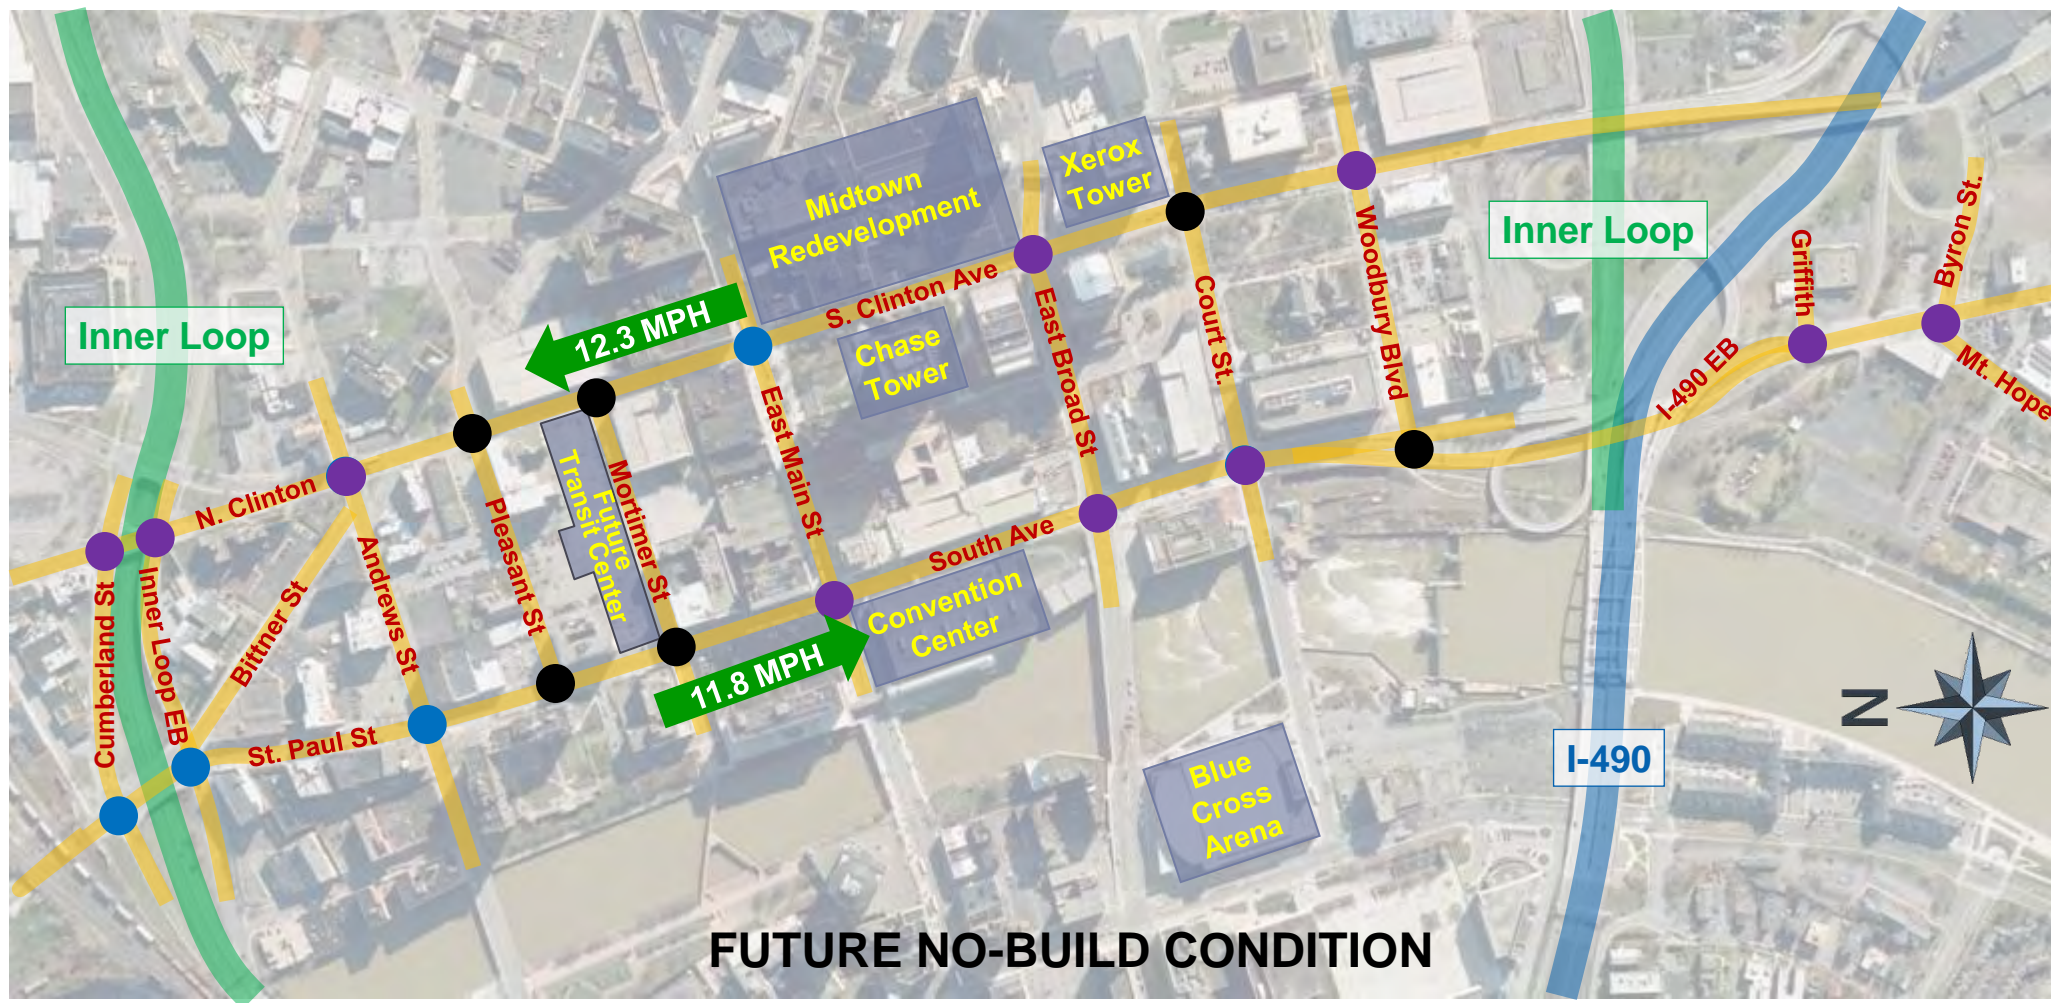 Xerox
Tower
Midtown
Redevelopment
Inner Loop
Griffith
Byron St.
S. Clinton Ave
12.3 MPH
Inner Loop
East Broad St
Court St.
Woodbury Blvd
Chase
Tower
I-490 EB
Mt. Hope
East Main St
N. Clinton
Future
Transit Center
Mortimer St
Pleasant St
South Ave
Andrews St
Bittner St
Cumberland St
Inner Loop EB
Convention
Center
11.8 MPH
St. Paul St
N
I-490
Blue
Cross
Arena
FUTURE NO-BUILD CONDITION